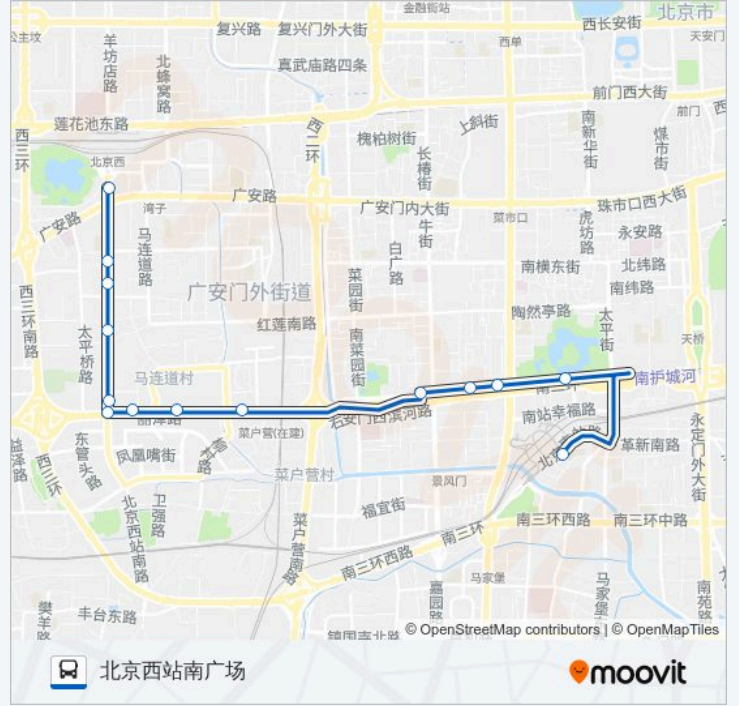 金融街站
北京市
公主坟
羊坊店路
复兴路
复兴门外大街
西长安街
西单
天安门
北蜂窝路
真武庙路四条
前门西大街
前门
西
莲花池东路
西二环
槐柏树街
上斜街
南新华街
煤市街
西三环
北京西
长椿街
湾子
广安路
广安门内大街
珠市口西大街
菜市口
虎坊路
广安路
马连道路
牛街
永安路
白广路
南横东街
北纬路
南纬路
广安门外街道
菜园街
西三环南路
陶然亭路
太平街
红莲南路
太平桥路
南菜园街
天桥
马连道村
南护城河
南二环
丽泽路
右安门西滨河路
南站幸福路
菜户营(在建)
永定门外大街
益泽路
东管头路
凤凰嘴街
革新南路
西三环
菜户营村
景风门
北京西站南路
卫强路
福宜街
菜户营南路
南三环
南三环西路
南三环中路
南三环西路
马家堡
嘉园路
南苑路
樊羊路
丰台东路
© OpenStreetMap contributors | © OpenMapTiles
北京西站南广场
moovit